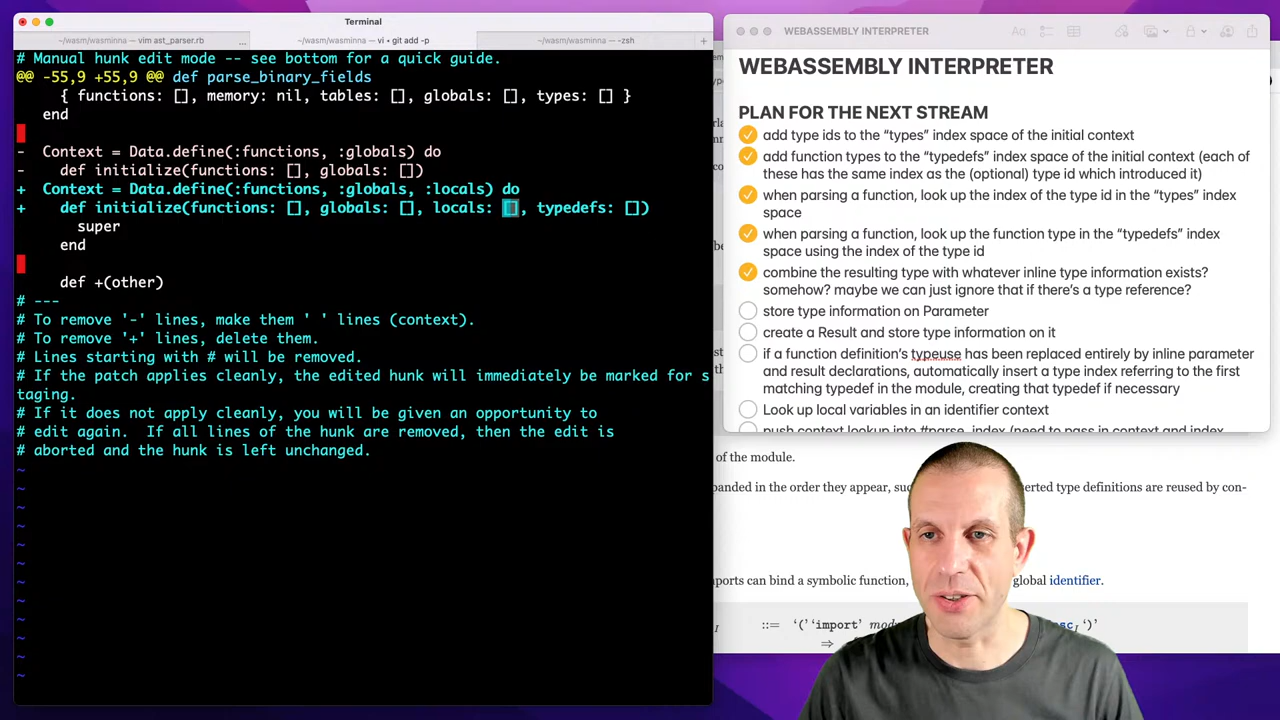 Terminal
~/wasm/wasminna — vim ast_parser.rb
...
~/wasm/wasminna — vi • git add -p
~/wasm/wasminna — -zsh
+
# Manual hunk edit mode -- see bottom for a quick guide.
@@ -55,9 +55,9 @@ def parse_binary_fields
{ functions: [], memory: nil, tables: [], globals: [], types: [] }
end
- Context = Data.define(:functions, :globals) do
- def initialize(functions: [], globals: [])
+ Context = Data.define(:functions, :globals, :locals) do
+ def initialize(functions: [], globals: [], locals: [], typedefs: [])
super
end
def +(other)
# ---
# To remove '-' lines, make them ' ' lines (context).
# To remove '+' lines, delete them.
# Lines starting with # will be removed.
# If the patch applies cleanly, the edited hunk will immediately be marked for s
taging.
# If it does not apply cleanly, you will be given an opportunity to
# edit again.  If all lines of the hunk are removed, then the edit is
# aborted and the hunk is left unchanged.
~
~
~
~
~
~
~
~
~
~
~
~
WEBASSEMBLY INTERPRETER
Aa
WEBASSEMBLY INTERPRETER
PLAN FOR THE NEXT STREAM
add type ids to the “types” index space of the initial context
add function types to the “typedefs” index space of the initial context (each of
these has the same index as the (optional) type id which introduced it)
when parsing a function, look up the index of the type id in the “types” index
space
when parsing a function, look up the function type in the “typedefs” index
space using the index of the type id
combine the resulting type with whatever inline type information exists?
somehow? maybe we can just ignore that if there’s a type reference?
store type information on Parameter
create a Result and store type information on it
if a function definition’s typeuse has been replaced entirely by inline parameter
and result declarations, automatically insert a type index referring to the first
matching typedef in the module, creating that typedef if necessary
Look up local variables in an identifier context
push context lookup into #parse_index (need to pass in context and index
of the module.
panded in the order they appear, suc
serted type definitions are reused by con-
ports can bind a symbolic function,
global identifier.
I ::= ‘(’ ‘import’ mod
sc I ‘)’
⇒